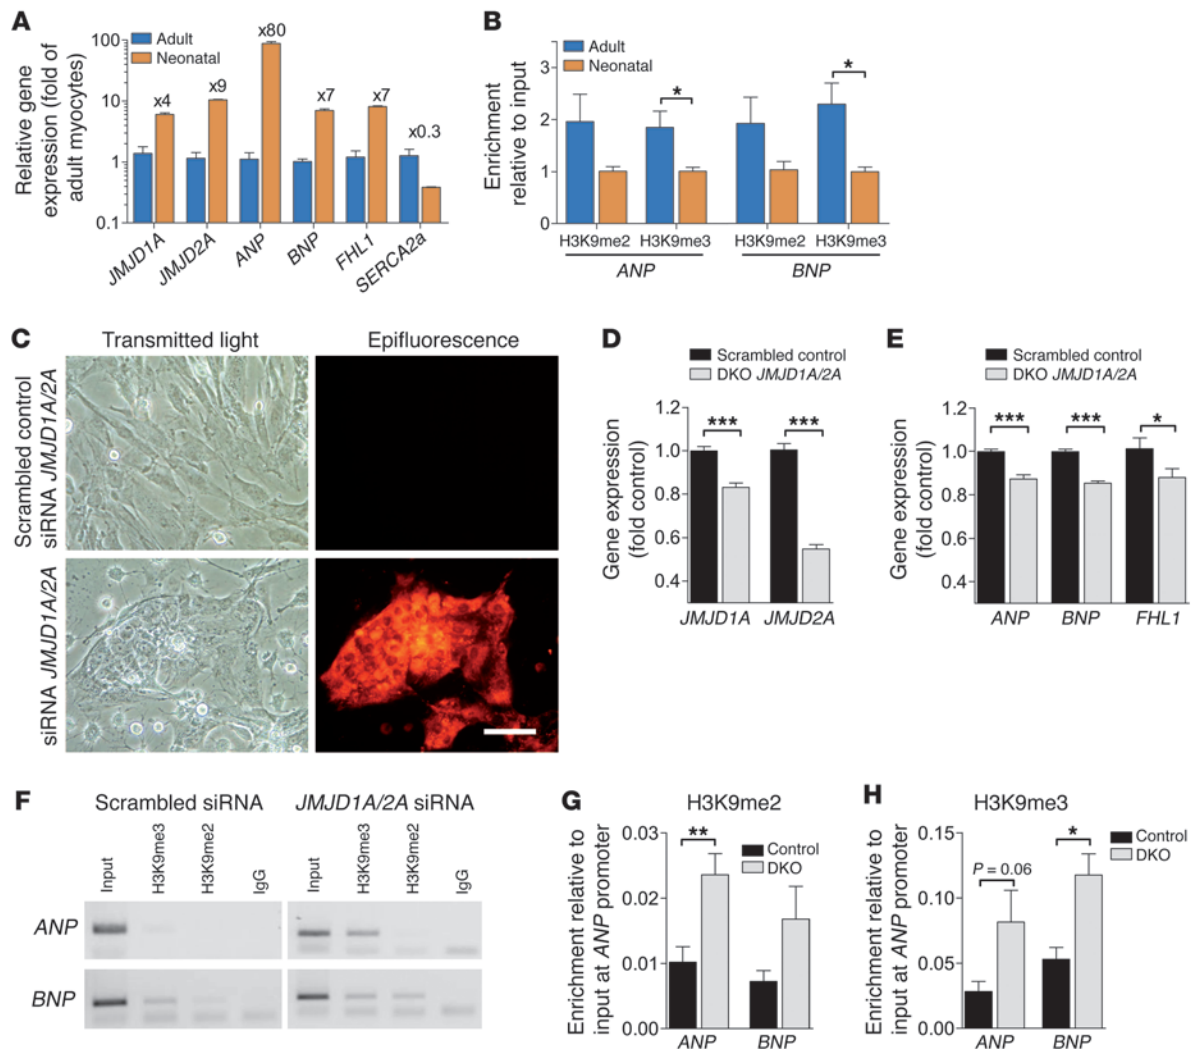 A
Relative gene
expression (fold of
adult myocytes)
100
10
1
0.1
Adult
Neonatal
x4
x9
x80
x7
x7
x0.3
JMJD1A
JMJD2A
ANP
BNP
FHL1
SERCA2a
B
Enrichment
relative to input
3
2
1
0
Adult
Neonatal
*
*
H3K9me2
H3K9me3
H3K9me2
H3K9me3
ANP
BNP
C
Transmitted light
Epifluorescence
Scrambled control
siRNA JMJD1A/2A
siRNA JMJD1A/2A
D
Scrambled control
DKO JMJD1A/2A
Gene expression
(fold control)
1.2
1.0
0.8
0.6
0.4
***
***
JMJD1A
JMJD2A
E
Scrambled control
DKO JMJD1A/2A
Gene expression
(fold control)
1.2
1.0
0.8
0.6
0.4
***
***
*
ANP
BNP
FHL1
F
Scrambled siRNA
JMJD1A/2A siRNA
Input
H3K9me3
H3K9me2
IgG
Input
H3K9me3
H3K9me2
IgG
ANP
BNP
G
H3K9me2
Enrichment relative to
input at ANP promoter
0.03
0.02
0.01
0.00
**
Control
DKO
ANP
BNP
H
H3K9me3
Enrichment relative to
input at ANP promoter
0.15
0.10
0.05
0.00
P = 0.06
*
Control
DKO
ANP
BNP